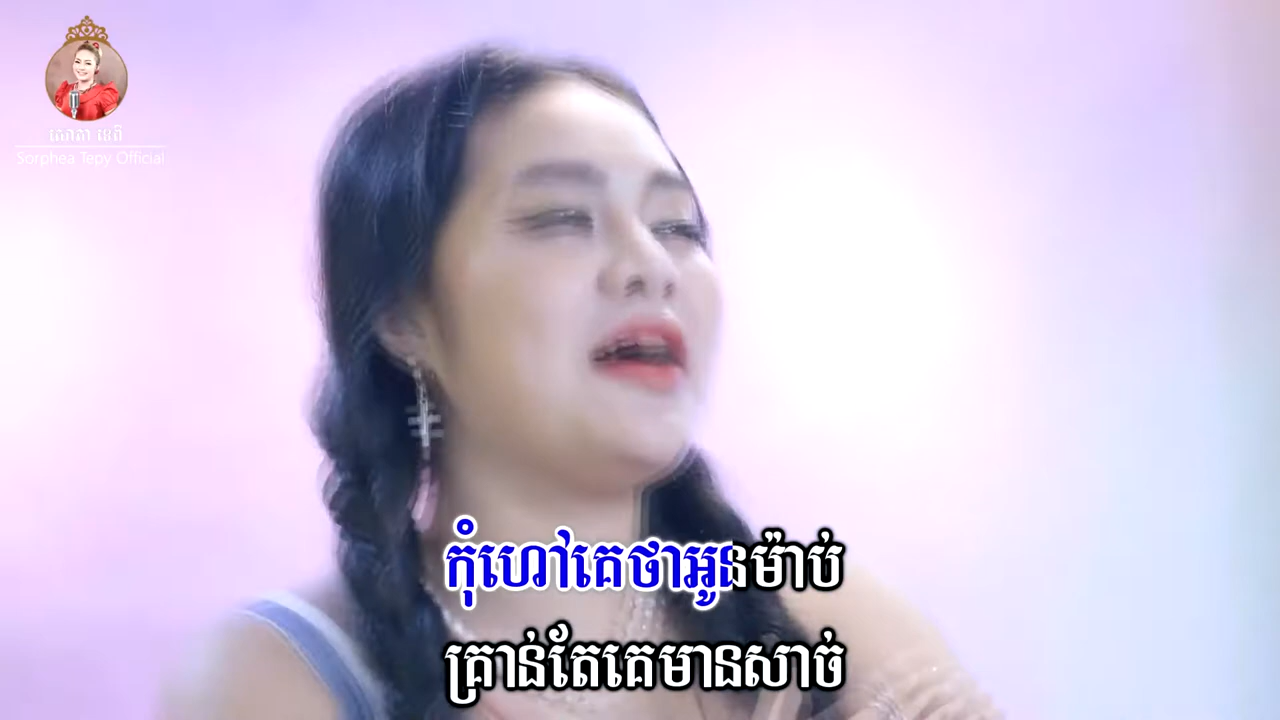 សោភា ទេពី
Sorphea Tepy Official
កុំហៅគេថាអូនម៉ាប់
គ្រាន់តែគេមានសាច់